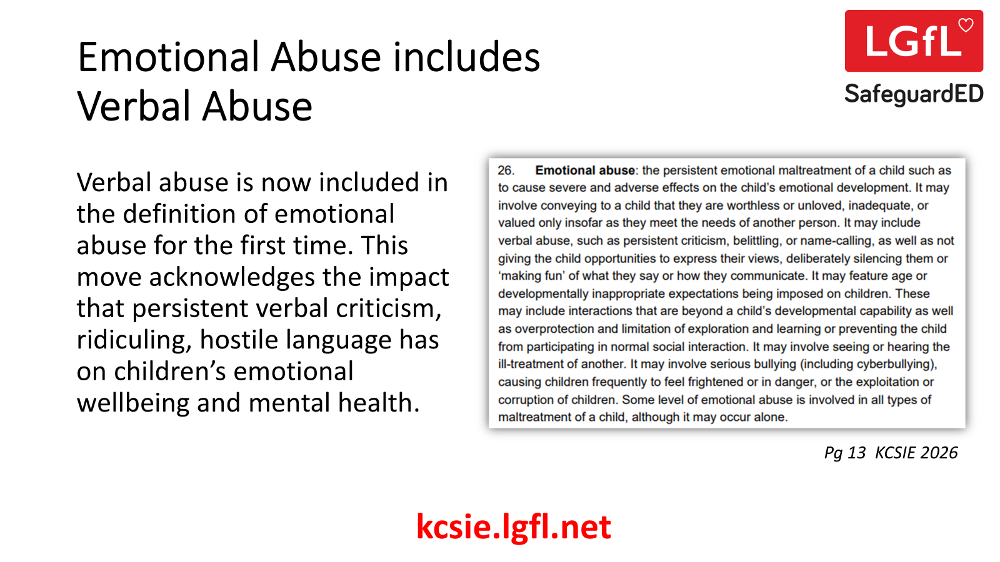 LGfL
SafeguardED
Emotional Abuse includes
Verbal Abuse
Verbal abuse is now included in
the definition of emotional
abuse for the first time. This
move acknowledges the impact
that persistent verbal criticism,
ridiculing, hostile language has
on children’s emotional
wellbeing and mental health.
26. Emotional abuse: the persistent emotional maltreatment of a child such as
to cause severe and adverse effects on the child’s emotional development. It may
involve conveying to a child that they are worthless or unloved, inadequate, or
valued only insofar as they meet the needs of another person. It may include
verbal abuse, such as persistent criticism, belittling, or name-calling, as well as not
giving the child opportunities to express their views, deliberately silencing them or
‘making fun’ of what they say or how they communicate. It may feature age or
developmentally inappropriate expectations being imposed on children. These
may include interactions that are beyond a child’s developmental capability as well
as overprotection and limitation of exploration and learning or preventing the child
from participating in normal social interaction. It may involve seeing or hearing the
ill-treatment of another. It may involve serious bullying (including cyberbullying),
causing children frequently to feel frightened or in danger, or the exploitation or
corruption of children. Some level of emotional abuse is involved in all types of
maltreatment of a child, although it may occur alone.
Pg 13 KCSIE 2026
kcsie.lgfl.net